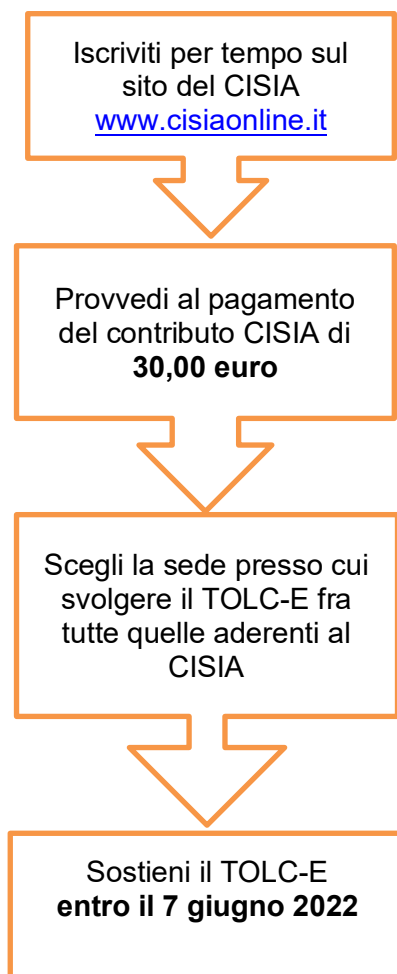 Iscriviti per tempo sul
sito del CISIA
www.cisiaonline.it
Provvedi al pagamento
del contributo CISIA di
30,00 euro
Scegli la sede presso cui
svolgere il TOLC-E fra
tutte quelle aderenti al
CISIA
Sostieni il TOLC-E
entro il 7 giugno 2022